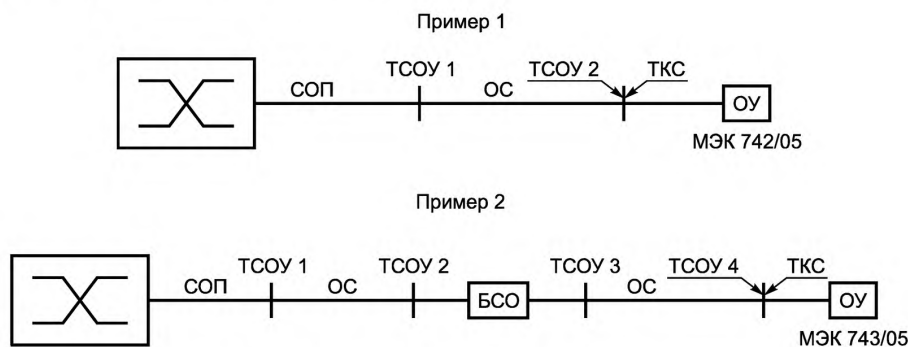 Пример 1
СОП
ТСОУ 1
ОС
ТСОУ 2
ТКС
ОУ
МЭК 742/05
Пример 2
СОП
ТСОУ 1
ОС
ТСОУ 2
БСО
ТСОУ 3
ОС
ТСОУ 4
ТКС
ОУ
МЭК 743/05